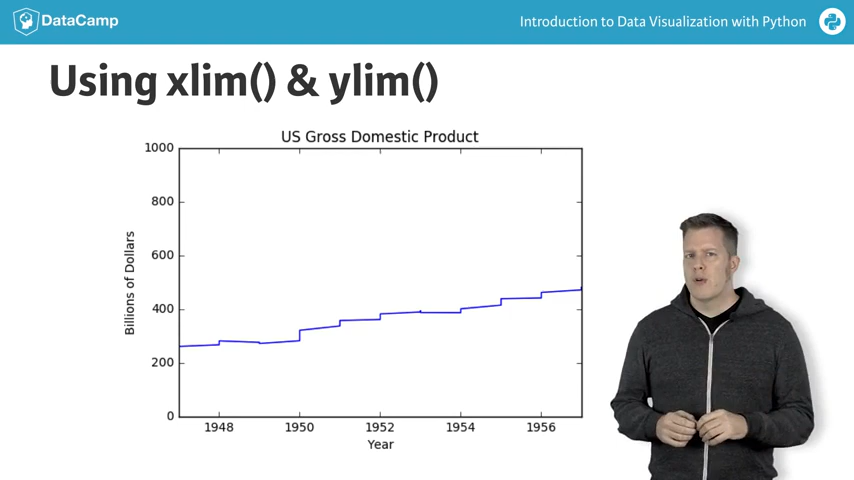 DataCamp
Introduction to Data Visualization with Python
Using xlim() & ylim()
US Gross Domestic Product
1000
800
600
400
200
0
Billions of Dollars
1948 1950 1952 1954 1956
Year